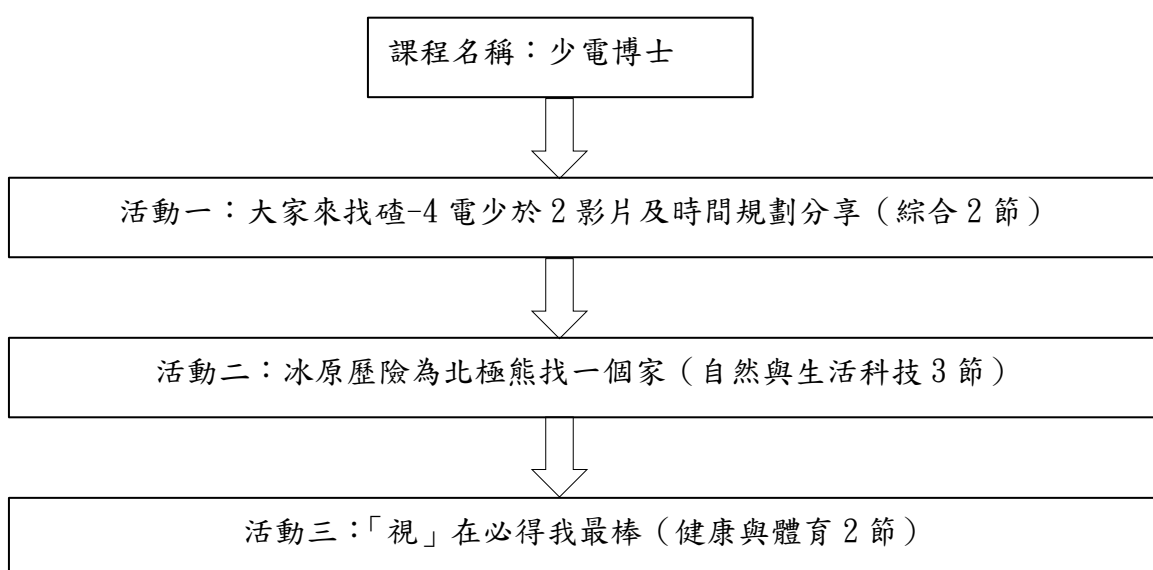 課程名稱：少電博士
活動一：大家來找碴-4 電少於 2 影片及時間規劃分享（綜合 2 節）
活動二：冰原歷險為北極熊找一個家（自然與生活科技 3 節）
活動三：「視」在必得我最棒（健康與體育 2 節）